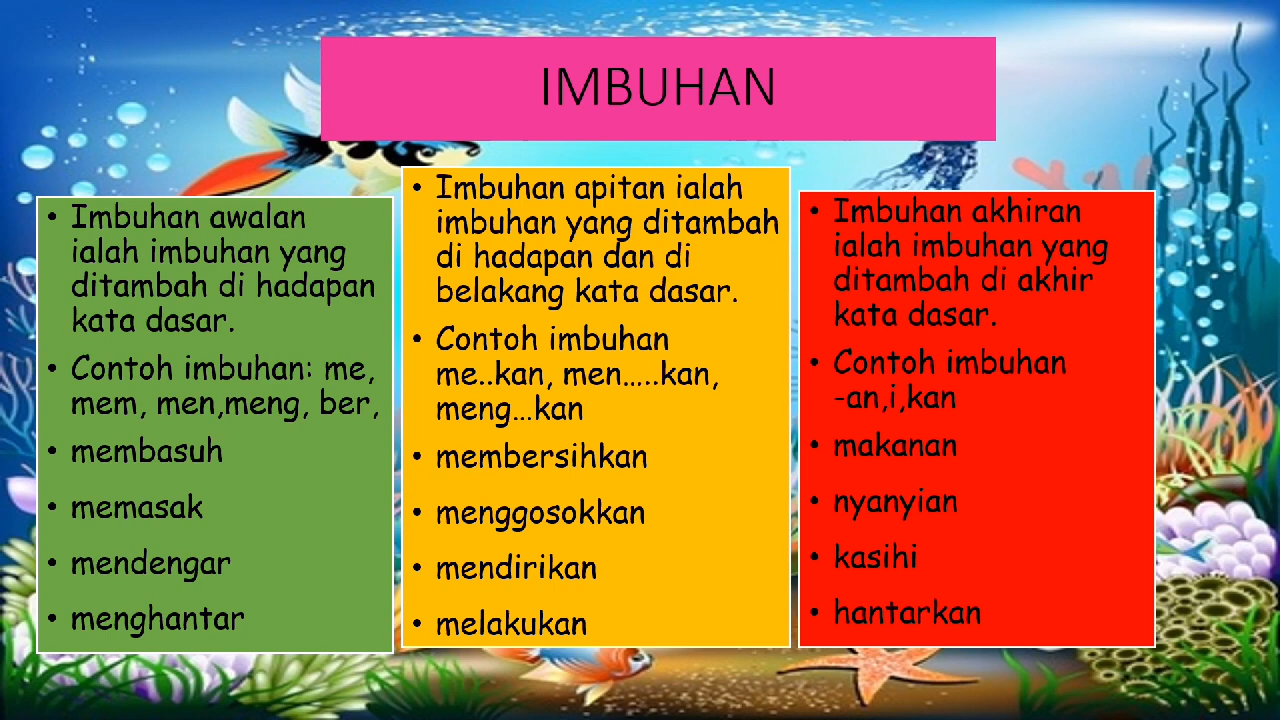 IMBUHAN
• Imbuhan awalan
ialah imbuhan yang
ditambah di hadapan
kata dasar.
• Contoh imbuhan: me,
mem, men,meng, ber,
• membasuh
• memasak
• mendengar
• menghantar
• Imbuhan apitan ialah
imbuhan yang ditambah
di hadapan dan di
belakang kata dasar.
• Contoh imbuhan
me..kan, men.....kan,
meng...kan
• membersihkan
• menggosokkan
• mendirikan
• melakukan
• Imbuhan akhiran
ialah imbuhan yang
ditambah di akhir
kata dasar.
• Contoh imbuhan
-an,i,kan
• makanan
• nyanyian
• kasihi
• hantarkan